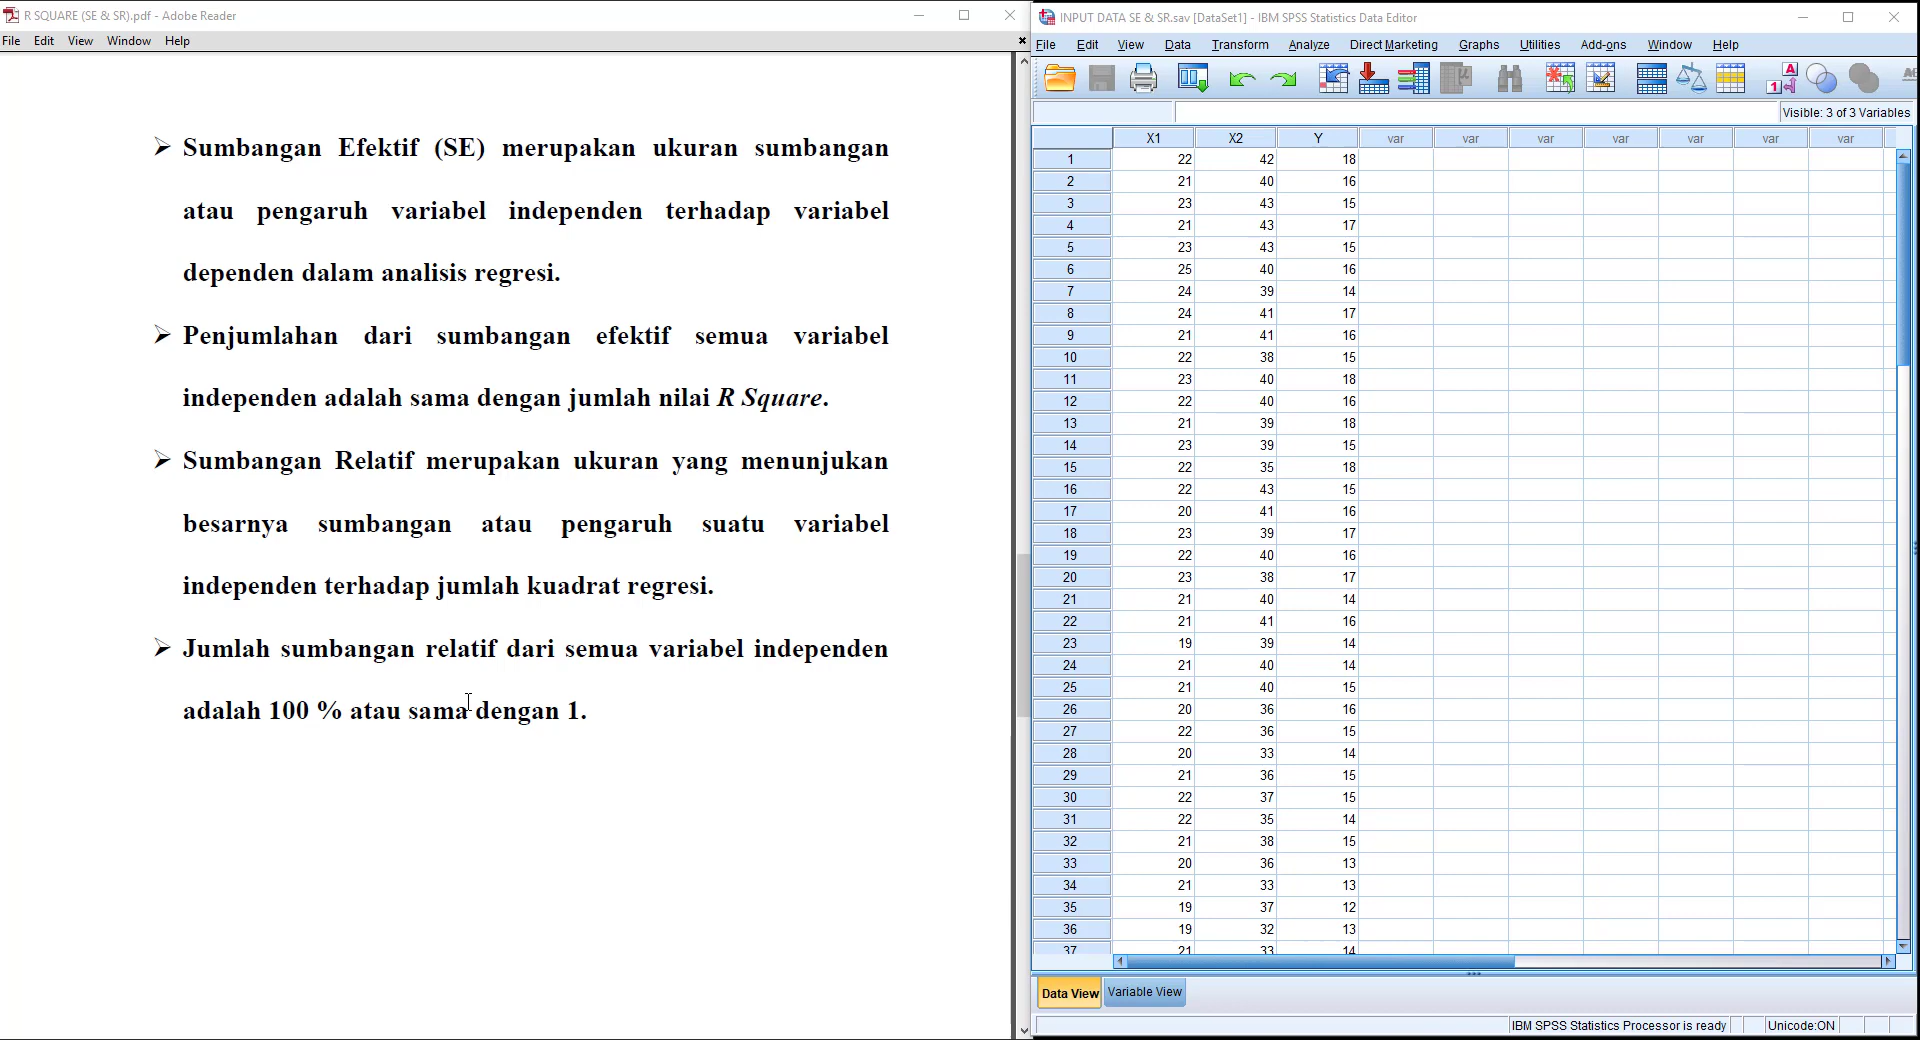 R SQUARE (SE & SR).pdf - Adobe Reader
File Edit View Window Help
➢ Sumbangan Efektif (SE) merupakan ukuran sumbangan
atau pengaruh variabel independen terhadap variabel
dependen dalam analisis regresi.
➢ Penjumlahan dari sumbangan efektif semua variabel
independen adalah sama dengan jumlah nilai R Square.
➢ Sumbangan Relatif merupakan ukuran yang menunjukan
besarnya sumbangan atau pengaruh suatu variabel
independen terhadap jumlah kuadrat regresi.
➢ Jumlah sumbangan relatif dari semua variabel independen
adalah 100 % atau sama dengan 1.
INPUT DATA SE & SR.sav [DataSet1] - IBM SPSS Statistics Data Editor
File Edit View Data Transform Analyze Direct Marketing Graphs Utilities Add-ons Window Help
Visible: 3 of 3 Variables
X1 X2 Y var var var var var var var
1 22 42 18
2 21 40 16
3 23 43 15
4 21 43 17
5 23 43 15
6 25 40 16
7 24 39 14
8 24 41 17
9 21 41 16
10 22 38 15
11 23 40 18
12 22 40 16
13 21 39 18
14 23 39 15
15 22 35 18
16 22 43 15
17 20 41 16
18 23 39 17
19 22 40 16
20 23 38 17
21 21 40 14
22 21 41 16
23 19 39 14
24 21 40 14
25 21 40 15
26 20 36 16
27 22 36 15
28 20 33 14
29 21 36 15
30 22 37 15
31 22 35 14
32 21 38 15
33 20 36 13
34 21 33 13
35 19 37 12
36 19 32 13
37 21 33 14
Data View Variable View
IBM SPSS Statistics Processor is ready Unicode:ON